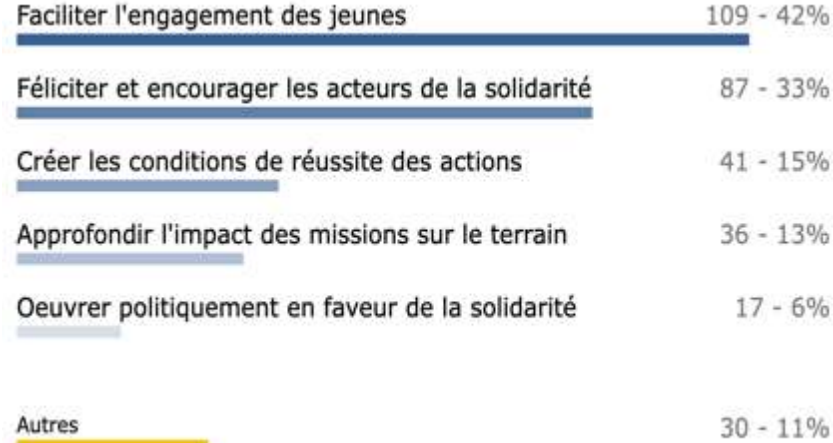 Faciliter l'engagement des jeunes 109 - 42%
Féliciter et encourager les acteurs de la solidarité 87 - 33%
Créer les conditions de réussite des actions 41 - 15%
Approfondir l'impact des missions sur le terrain 36 - 13%
Oeuvrer politiquement en faveur de la solidarité 17 - 6%
Autres 30 - 11%